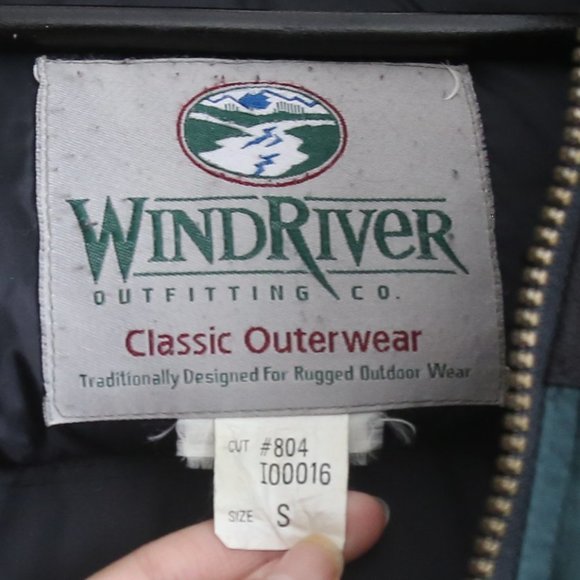 WINDRIVER
OUTFITTING CO.
Classic Outerwear
Traditionally Designed For Rugged Outdoor Wear
CUT #804
I00016
SIZE S